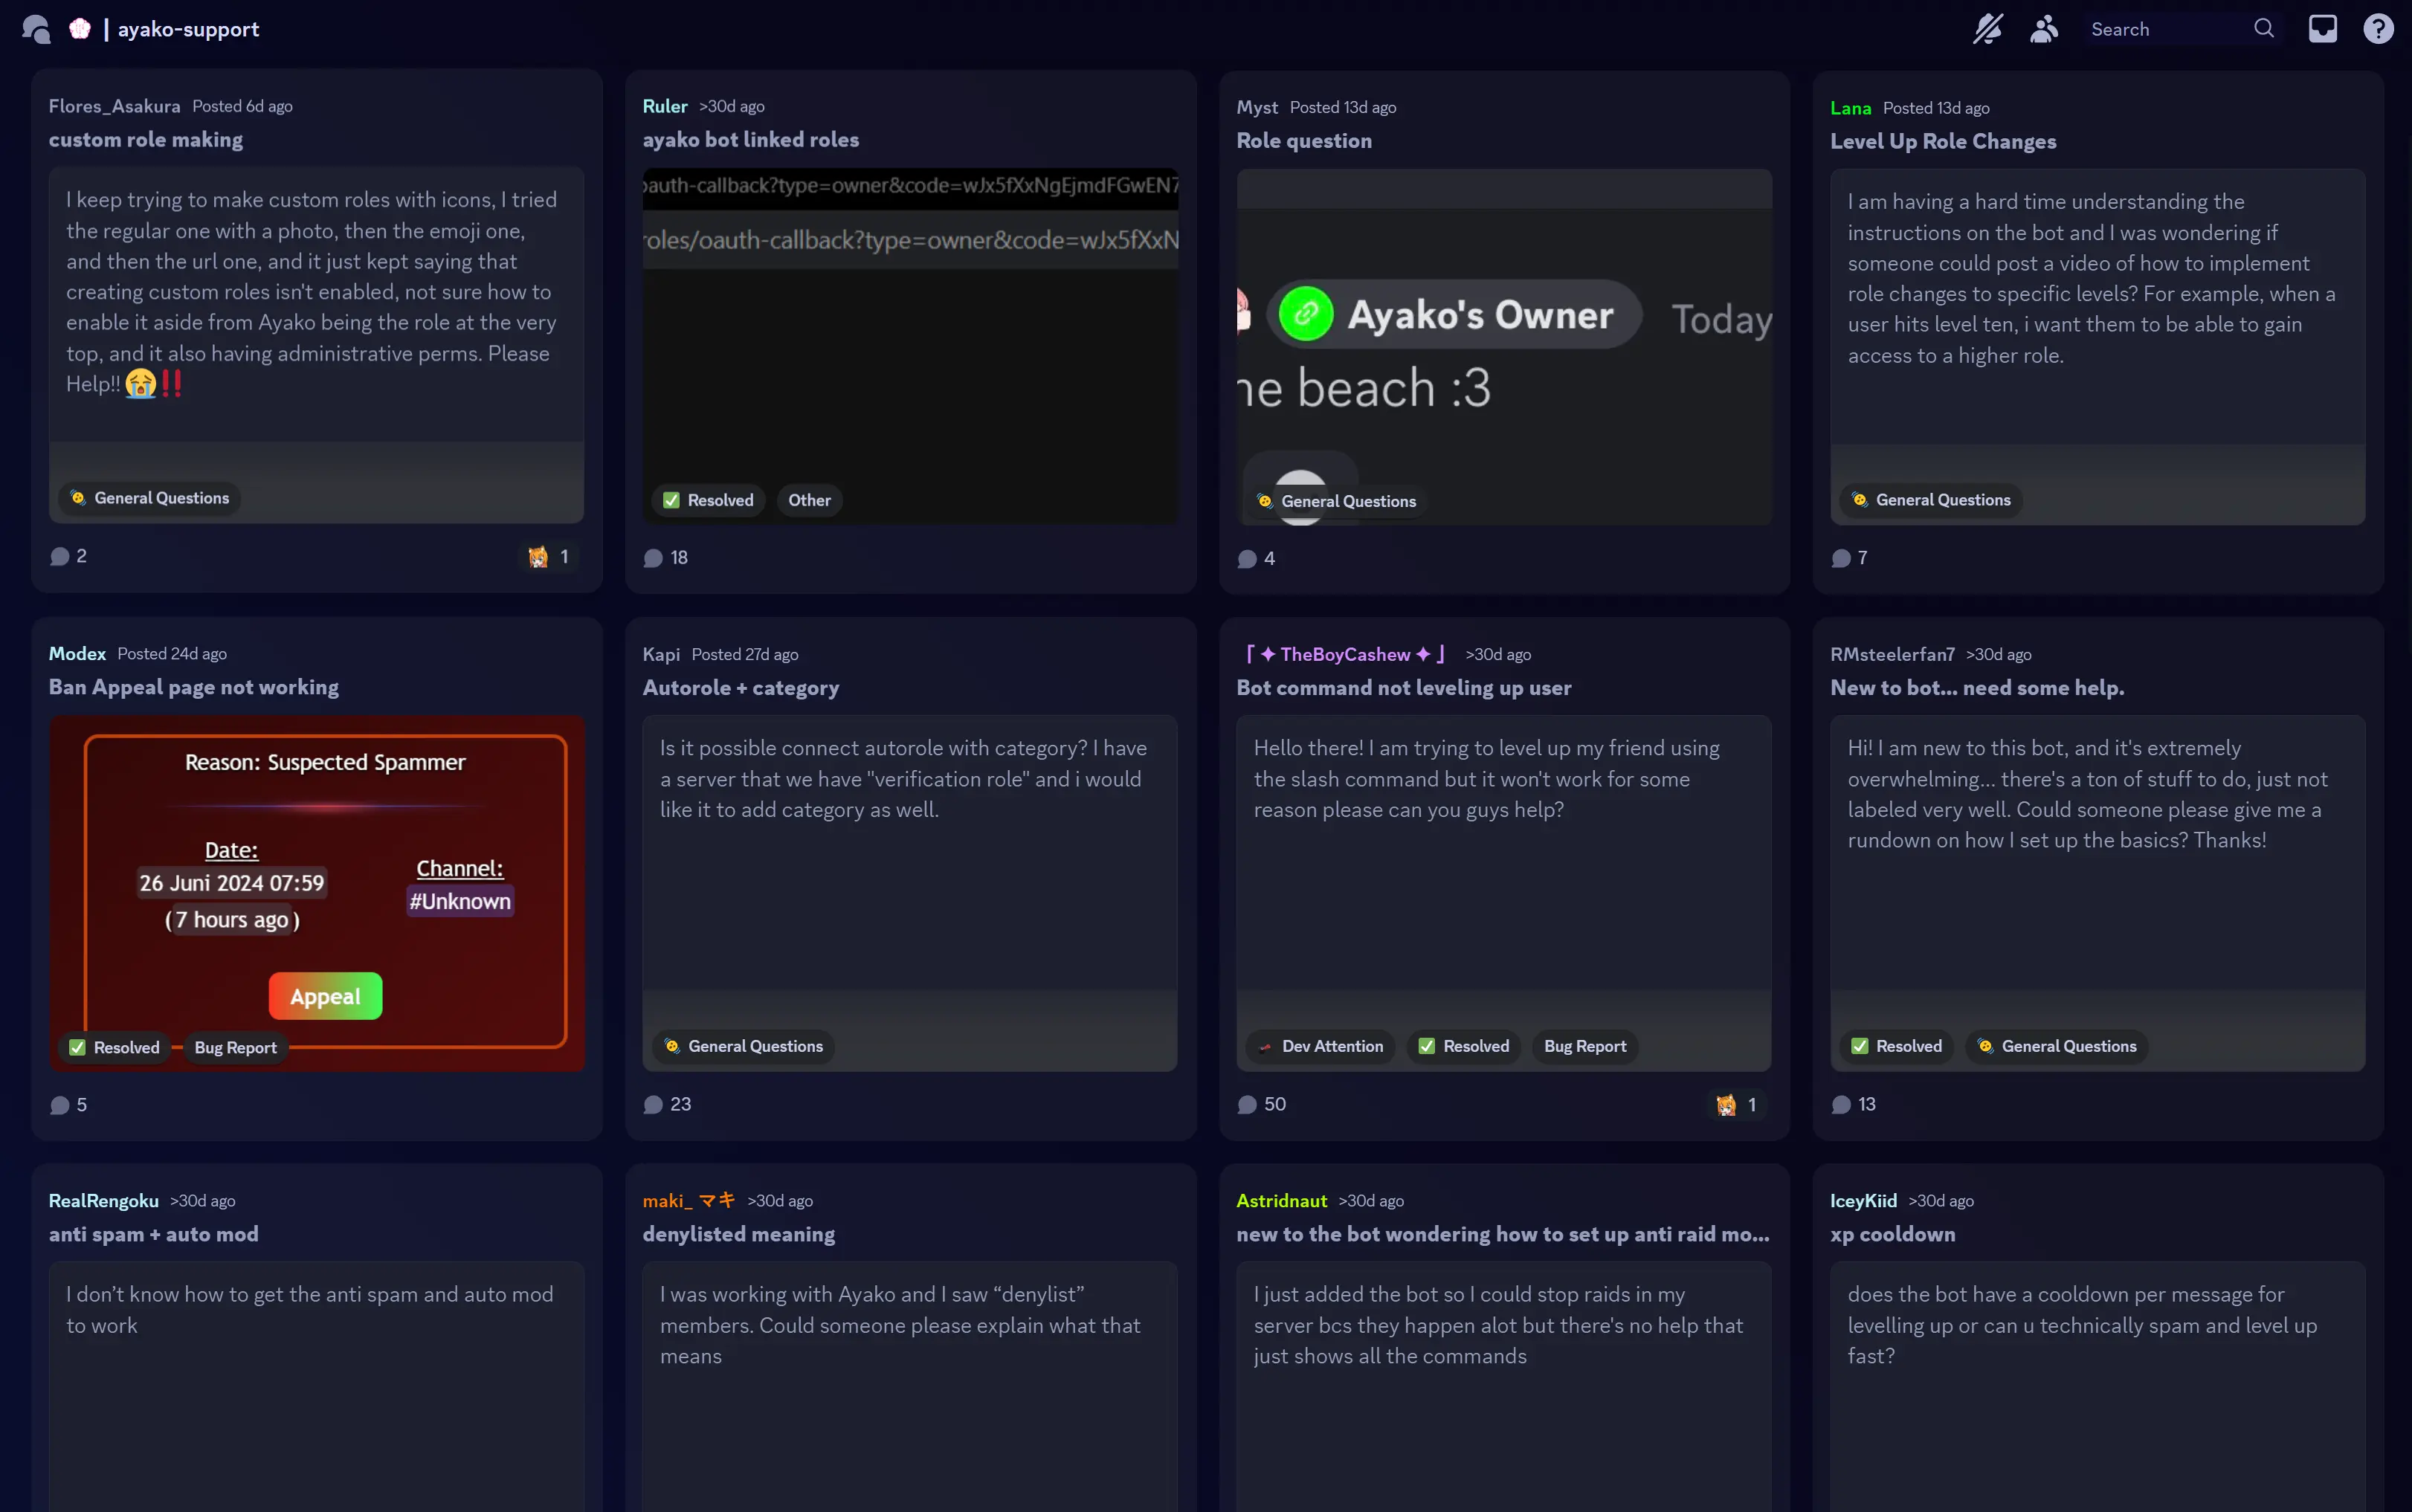 | ayako-support
Search
Flores_Asakura Posted 6d ago
custom role making
I keep trying to make custom roles with icons, I tried
the regular one with a photo, then the emoji one,
and then the url one, and it just kept saying that
creating custom roles isn't enabled, not sure how to
enable it aside from Ayako being the role at the very
top, and it also having administrative perms. Please
Help!! 😭‼️
General Questions
2
1
Ruler >30d ago
ayako bot linked roles
oauth-callback?type=owner&code=wJx5fXxNgEjmdFGwEN7
roles/oauth-callback?type=owner&code=wJx5fXxN
✅ Resolved Other
18
Myst Posted 13d ago
Role question
Ayako's Owner Today
he beach :3
General Questions
4
Lana Posted 13d ago
Level Up Role Changes
I am having a hard time understanding the
instructions on the bot and I was wondering if
someone could post a video of how to implement
role changes to specific levels? For example, when a
user hits level ten, i want them to be able to gain
access to a higher role.
General Questions
7
Modex Posted 24d ago
Ban Appeal page not working
Reason: Suspected Spammer
Date:
26 Juni 2024 07:59
(7 hours ago)
Channel:
#Unknown
Appeal
✅ Resolved Bug Report
5
Kapi Posted 27d ago
Autorole + category
Is it possible connect autorole with category? I have
a server that we have "verification role" and i would
like it to add category as well.
General Questions
23
「✦ TheBoyCashew ✦」 >30d ago
Bot command not leveling up user
Hello there! I am trying to level up my friend using
the slash command but it won't work for some
reason please can you guys help?
Dev Attention ✅ Resolved Bug Report
50
1
RMsteelerfan7 >30d ago
New to bot... need some help.
Hi! I am new to this bot, and it's extremely
overwhelming... there's a ton of stuff to do, just not
labeled very well. Could someone please give me a
rundown on how I set up the basics? Thanks!
✅ Resolved General Questions
13
RealRengoku >30d ago
anti spam + auto mod
I don’t know how to get the anti spam and auto mod
to work
maki_ マキ >30d ago
denylisted meaning
I was working with Ayako and I saw “denylist”
members. Could someone please explain what that
means
Astridnaut >30d ago
new to the bot wondering how to set up anti raid mo...
I just added the bot so I could stop raids in my
server bcs they happen alot but there's no help that
just shows all the commands
IceyKiid >30d ago
xp cooldown
does the bot have a cooldown per message for
levelling up or can u technically spam and level up
fast?